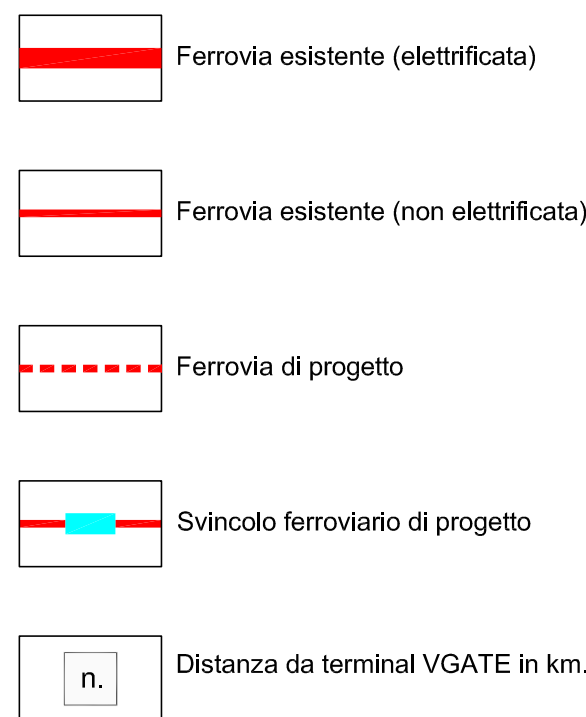 Ferrovia esistente (elettrificata)
Ferrovia esistente (non elettrificata)
Ferrovia di progetto
Svincolo ferroviario di progetto
n.
Distanza da terminal VGATE in km.